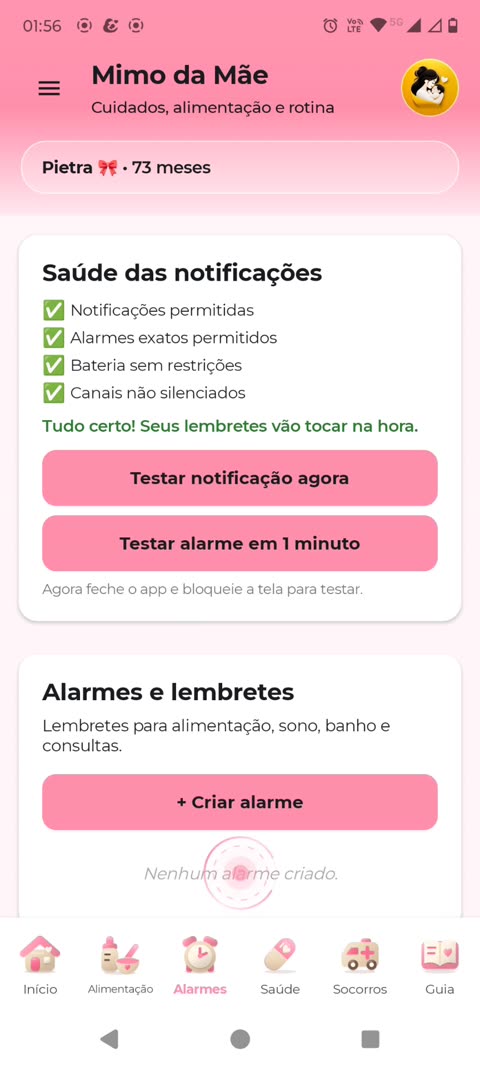 01:56
Vo))
LTE
5G
Mimo da Mãe
Cuidados, alimentação e rotina
Pietra 🎀 • 73 meses
Saúde das notificações
✅ Notificações permitidas
✅ Alarmes exatos permitidos
✅ Bateria sem restrições
✅ Canais não silenciados
Tudo certo! Seus lembretes vão tocar na hora.
Testar notificação agora
Testar alarme em 1 minuto
Agora feche o app e bloqueie a tela para testar.
Alarmes e lembretes
Lembretes para alimentação, sono, banho e
consultas.
+ Criar alarme
Nenhum alarme criado.
Início
Alimentação
Alarmes
Saúde
Socorros
Guia